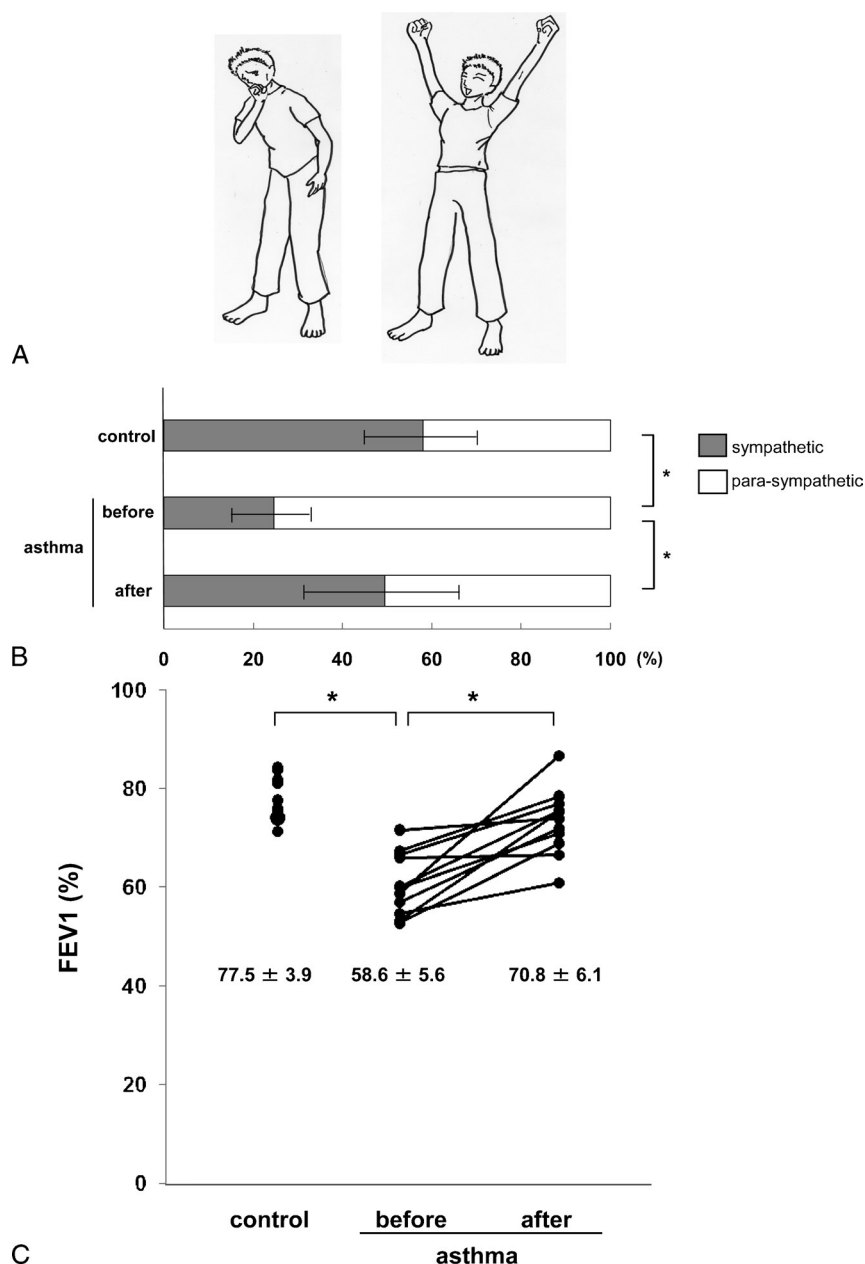 A
control
before
asthma
after
*
*
sympathetic
para-sympathetic
0 20 40 60 80 100 (%)
B
100
80
60
40
20
0
FEV1 (%)
* *
77.5 ± 3.9 58.6 ± 5.6 70.8 ± 6.1
control before after
asthma
C